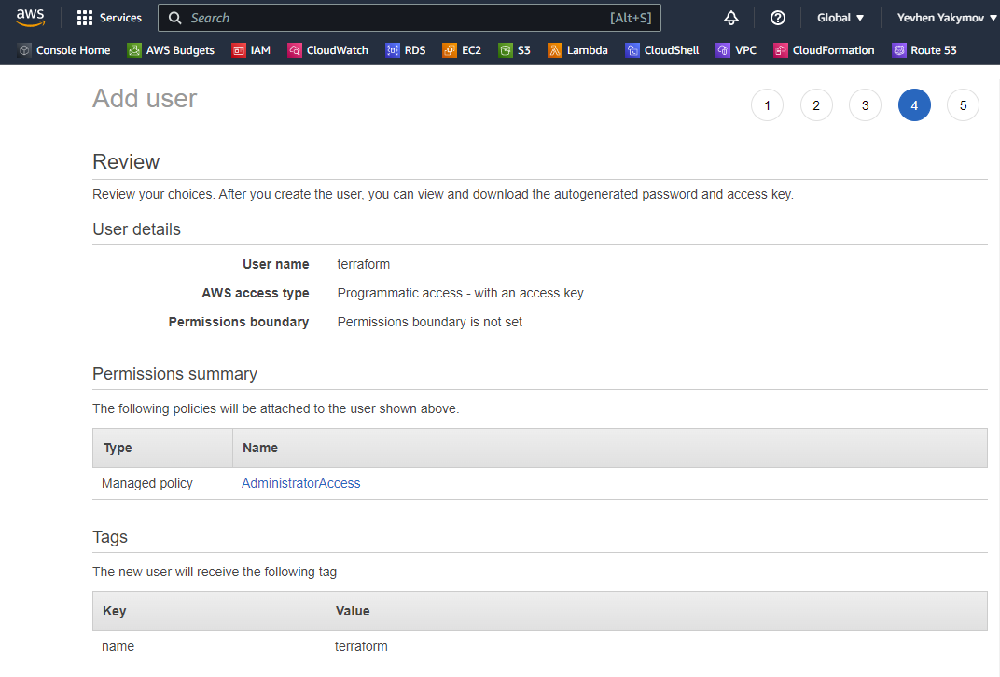 aws Services Search [Alt+S] Global ▼ Yevhen Yakymov ▼
Console Home AWS Budgets IAM CloudWatch RDS EC2 S3 Lambda CloudShell VPC CloudFormation Route 53
Add user 1 2 3 4 5
Review
Review your choices. After you create the user, you can view and download the autogenerated password and access key.
User details
User name terraform
AWS access type Programmatic access - with an access key
Permissions boundary Permissions boundary is not set
Permissions summary
The following policies will be attached to the user shown above.
Type Name
Managed policy AdministratorAccess
Tags
The new user will receive the following tag
Key Value
name terraform